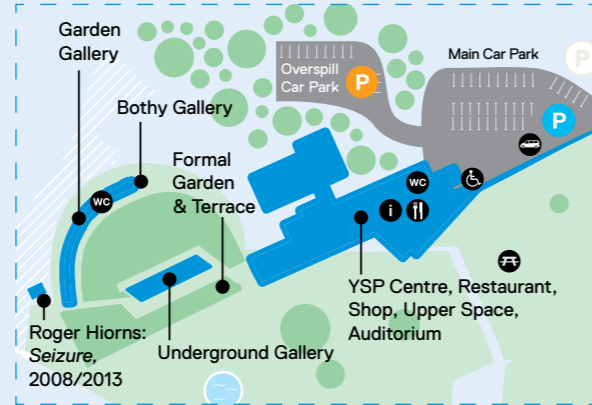 Garden
Gallery
Bothy Gallery
Formal
Garden
& Terrace
Overspill
Car Park
P
Main Car Park
P
P
WC
WC
i
YSP Centre, Restaurant,
Shop, Upper Space,
Auditorium
Roger Hiorns:
Seizure,
2008/2013
Underground Gallery